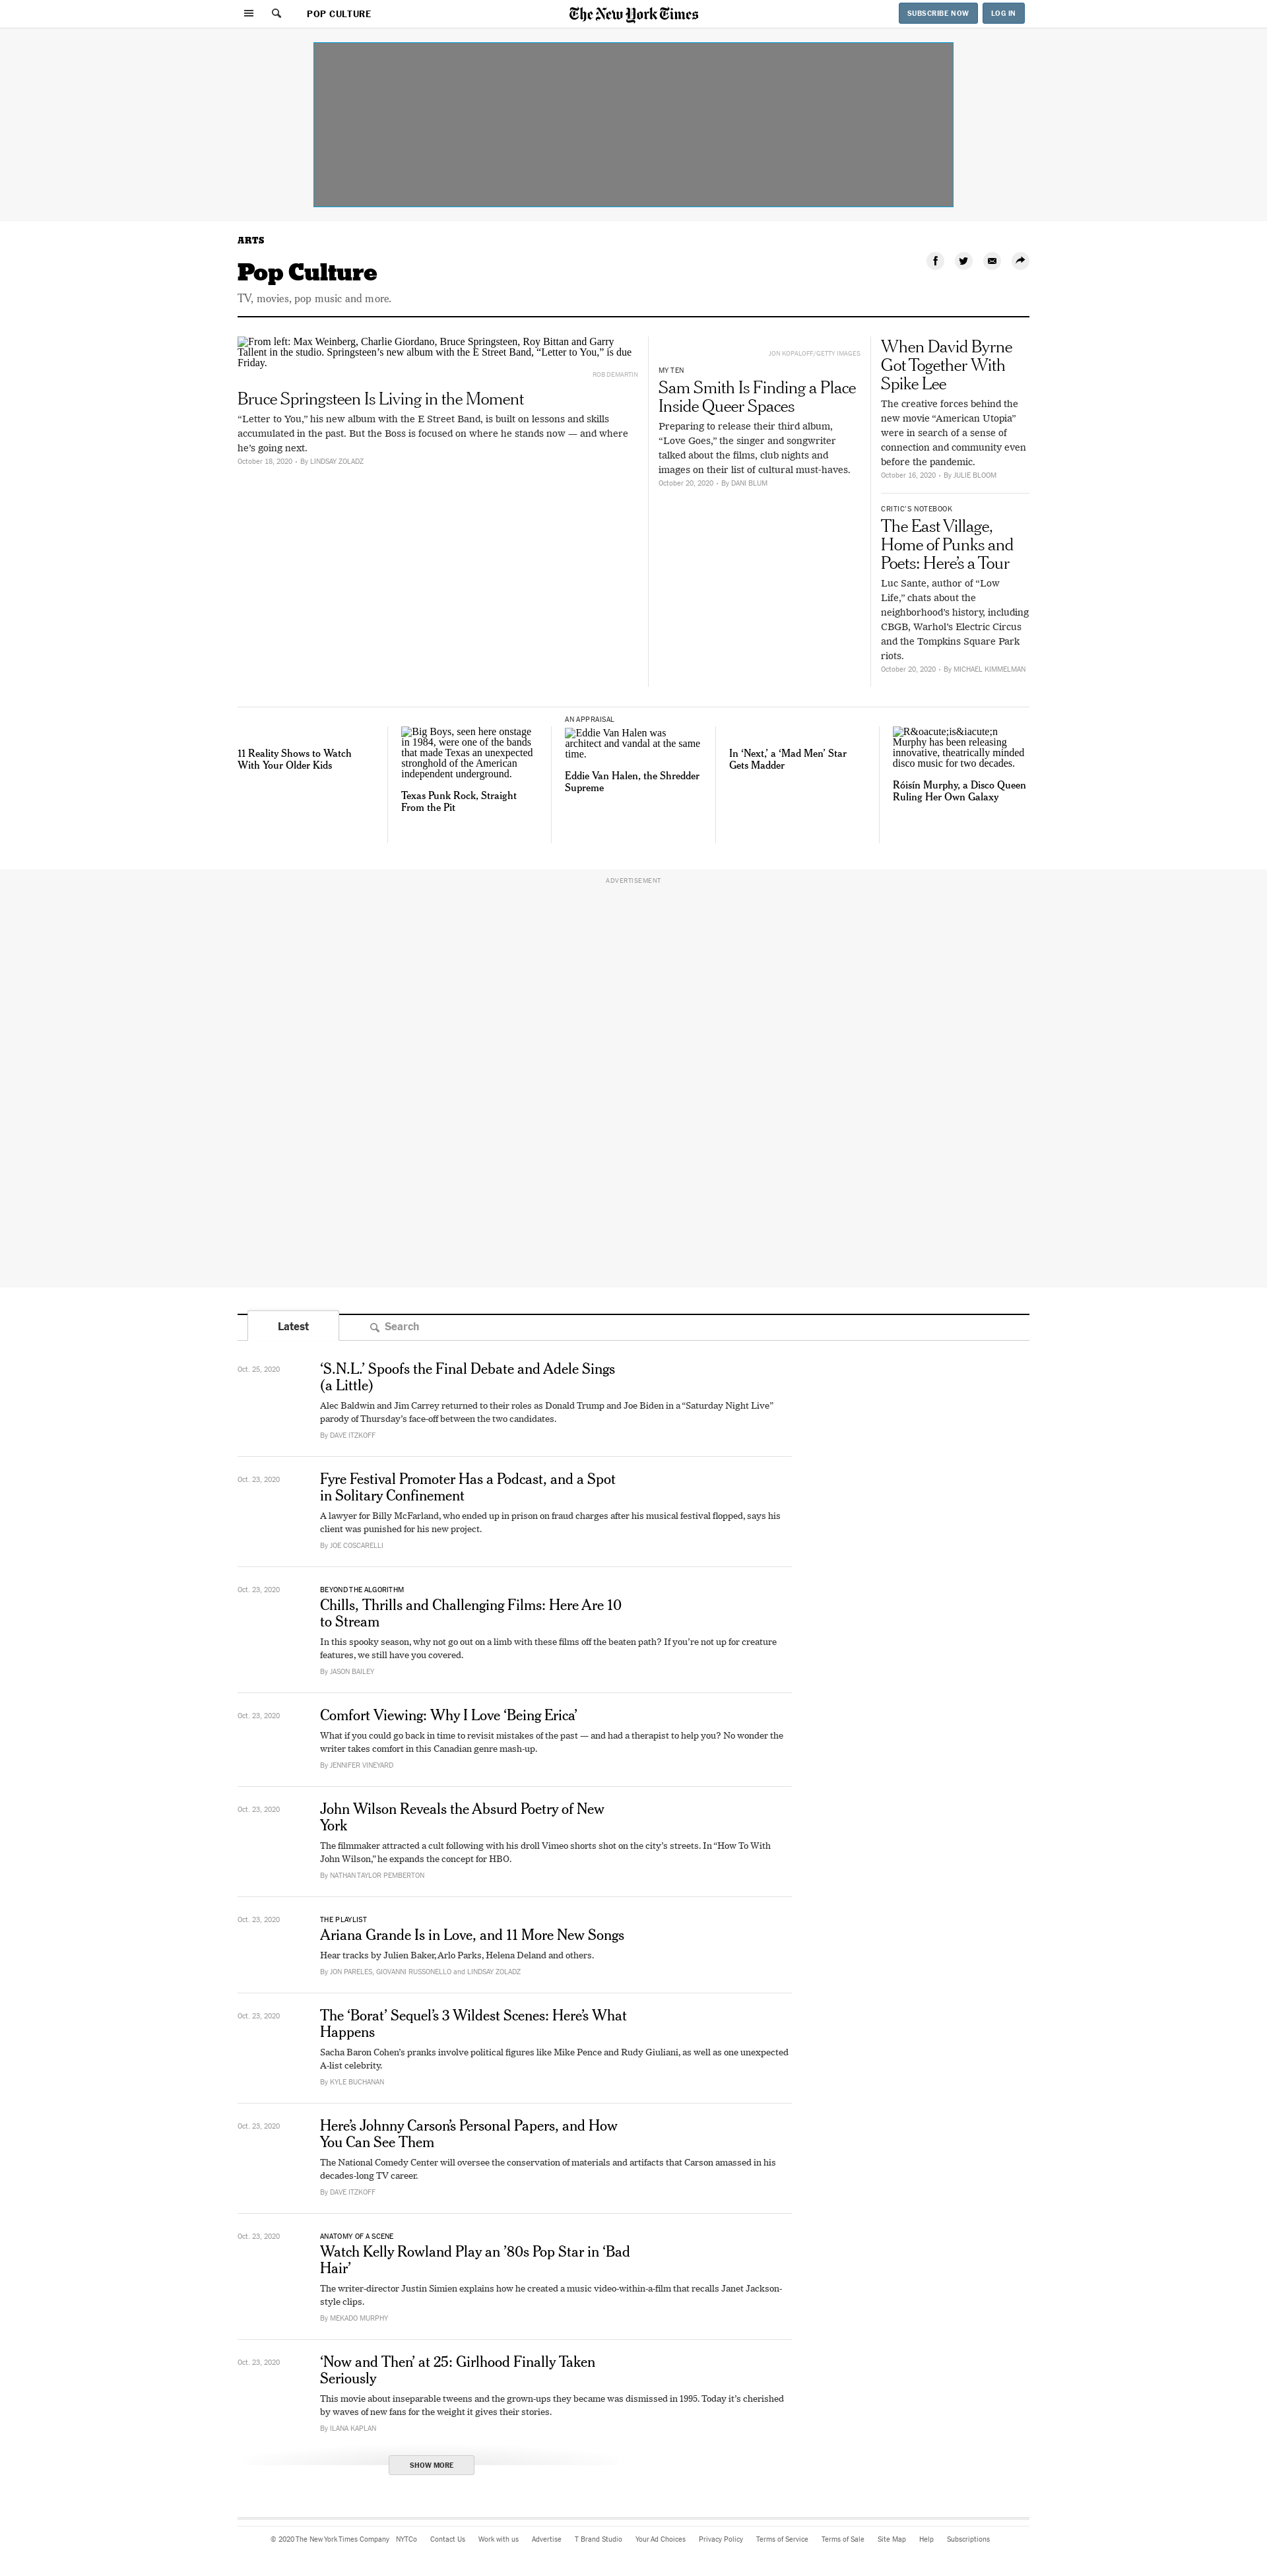 POP CULTURE
The New York Times
SUBSCRIBE NOW
LOG IN
ARTS
Pop Culture
TV, movies, pop music and more.
From left: Max Weinberg, Charlie Giordano, Bruce Springsteen, Roy Bittan and Garry
Tallent in the studio. Springsteen’s new album with the E Street Band, “Letter to You,” is due
Friday.
ROB DEMARTIN
Bruce Springsteen Is Living in the Moment
“Letter to You,” his new album with the E Street Band, is built on lessons and skills
accumulated in the past. But the Boss is focused on where he stands now — and where
he’s going next.
October 18, 2020 - By LINDSAY ZOLADZ
JON KOPALOFF/GETTY IMAGES
MY TEN
Sam Smith Is Finding a Place
Inside Queer Spaces
Preparing to release their third album,
“Love Goes,” the singer and songwriter
talked about the films, club nights and
images on their list of cultural must-haves.
October 20, 2020 - By DANI BLUM
When David Byrne
Got Together With
Spike Lee
The creative forces behind the
new movie “American Utopia”
were in search of a sense of
connection and community even
before the pandemic.
October 16, 2020 - By JULIE BLOOM
CRITIC’S NOTEBOOK
The East Village,
Home of Punks and
Poets: Here’s a Tour
Luc Sante, author of “Low
Life,” chats about the
neighborhood’s history, including
CBGB, Warhol’s Electric Circus
and the Tompkins Square Park
riots.
October 20, 2020 - By MICHAEL KIMMELMAN
11 Reality Shows to Watch
With Your Older Kids
Big Boys, seen here onstage
in 1984, were one of the bands
that made Texas an unexpected
stronghold of the American
independent underground.
Texas Punk Rock, Straight
From the Pit
AN APPRAISAL
Eddie Van Halen was
architect and vandal at the same
time.
Eddie Van Halen, the Shredder
Supreme
In ‘Next,’ a ‘Mad Men’ Star
Gets Madder
R&oacute;is&iacute;n
Murphy has been releasing
innovative, theatrically minded
disco music for two decades.
Róisín Murphy, a Disco Queen
Ruling Her Own Galaxy
ADVERTISEMENT
Latest
Search
Oct. 25, 2020
‘S.N.L.’ Spoofs the Final Debate and Adele Sings
(a Little)
Alec Baldwin and Jim Carrey returned to their roles as Donald Trump and Joe Biden in a “Saturday Night Live”
parody of Thursday’s face-off between the two candidates.
By DAVE ITZKOFF
Oct. 23, 2020
Fyre Festival Promoter Has a Podcast, and a Spot
in Solitary Confinement
A lawyer for Billy McFarland, who ended up in prison on fraud charges after his musical festival flopped, says his
client was punished for his new project.
By JOE COSCARELLI
Oct. 23, 2020
BEYOND THE ALGORITHM
Chills, Thrills and Challenging Films: Here Are 10
to Stream
In this spooky season, why not go out on a limb with these films off the beaten path? If you’re not up for creature
features, we still have you covered.
By JASON BAILEY
Oct. 23, 2020
Comfort Viewing: Why I Love ‘Being Erica’
What if you could go back in time to revisit mistakes of the past — and had a therapist to help you? No wonder the
writer takes comfort in this Canadian genre mash-up.
By JENNIFER VINEYARD
Oct. 23, 2020
John Wilson Reveals the Absurd Poetry of New
York
The filmmaker attracted a cult following with his droll Vimeo shorts shot on the city’s streets. In “How To With
John Wilson,” he expands the concept for HBO.
By NATHAN TAYLOR PEMBERTON
Oct. 23, 2020
THE PLAYLIST
Ariana Grande Is in Love, and 11 More New Songs
Hear tracks by Julien Baker, Arlo Parks, Helena Deland and others.
By JON PARELES, GIOVANNI RUSSONELLO and LINDSAY ZOLADZ
Oct. 23, 2020
The ‘Borat’ Sequel’s 3 Wildest Scenes: Here’s What
Happens
Sacha Baron Cohen’s pranks involve political figures like Mike Pence and Rudy Giuliani, as well as one unexpected
A-list celebrity.
By KYLE BUCHANAN
Oct. 23, 2020
Here’s Johnny Carson’s Personal Papers, and How
You Can See Them
The National Comedy Center will oversee the conservation of materials and artifacts that Carson amassed in his
decades-long TV career.
By DAVE ITZKOFF
Oct. 23, 2020
ANATOMY OF A SCENE
Watch Kelly Rowland Play an ’80s Pop Star in ‘Bad
Hair’
The writer-director Justin Simien explains how he created a music video-within-a-film that recalls Janet Jackson-
style clips.
By MEKADO MURPHY
Oct. 23, 2020
‘Now and Then’ at 25: Girlhood Finally Taken
Seriously
This movie about inseparable tweens and the grown-ups they became was dismissed in 1995. Today it’s cherished
by waves of new fans for the weight it gives their stories.
By ILANA KAPLAN
SHOW MORE
© 2020 The New York Times Company NYTCo Contact Us Work with us Advertise T Brand Studio Your Ad Choices Privacy Policy Terms of Service Terms of Sale Site Map Help Subscriptions